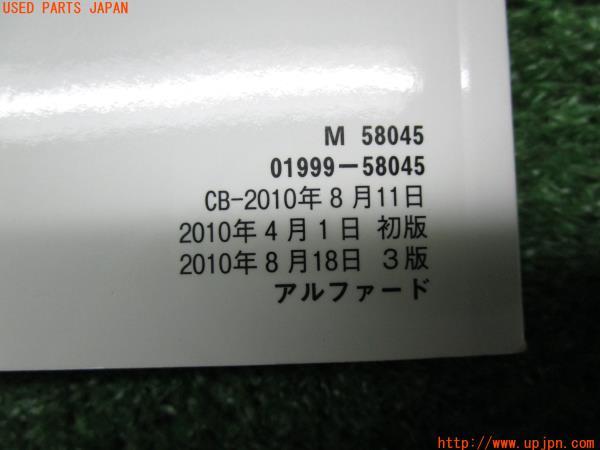 USED PARTS JAPAN
M 58045
01999-58045
CB-2010年8月11日
2010年4月1日 初版
2010年8月18日 3版
アルファード
http://www.upjpn.com/